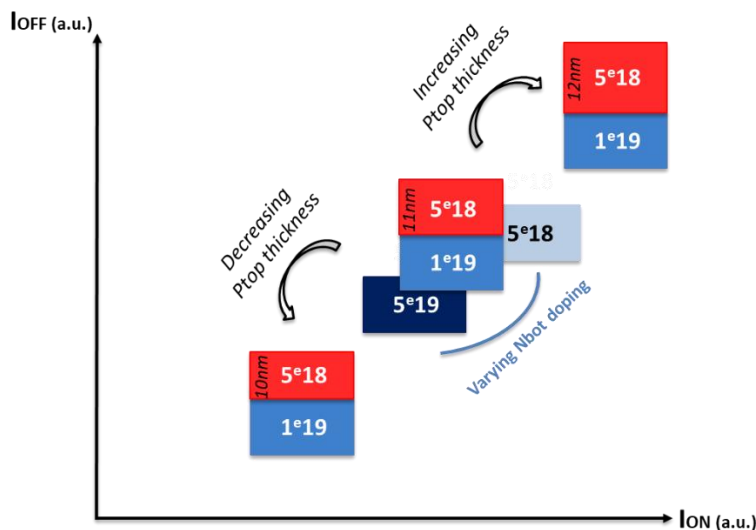 IOFF (a.u.)
Increasing
Ptop thickness
12nm
5e18
1e19
5e18
11nm
5e18
1e19
5e18
5e19
Decreasing
Ptop thickness
Varying Nbot doping
10nm
5e18
1e19
ION (a.u.)